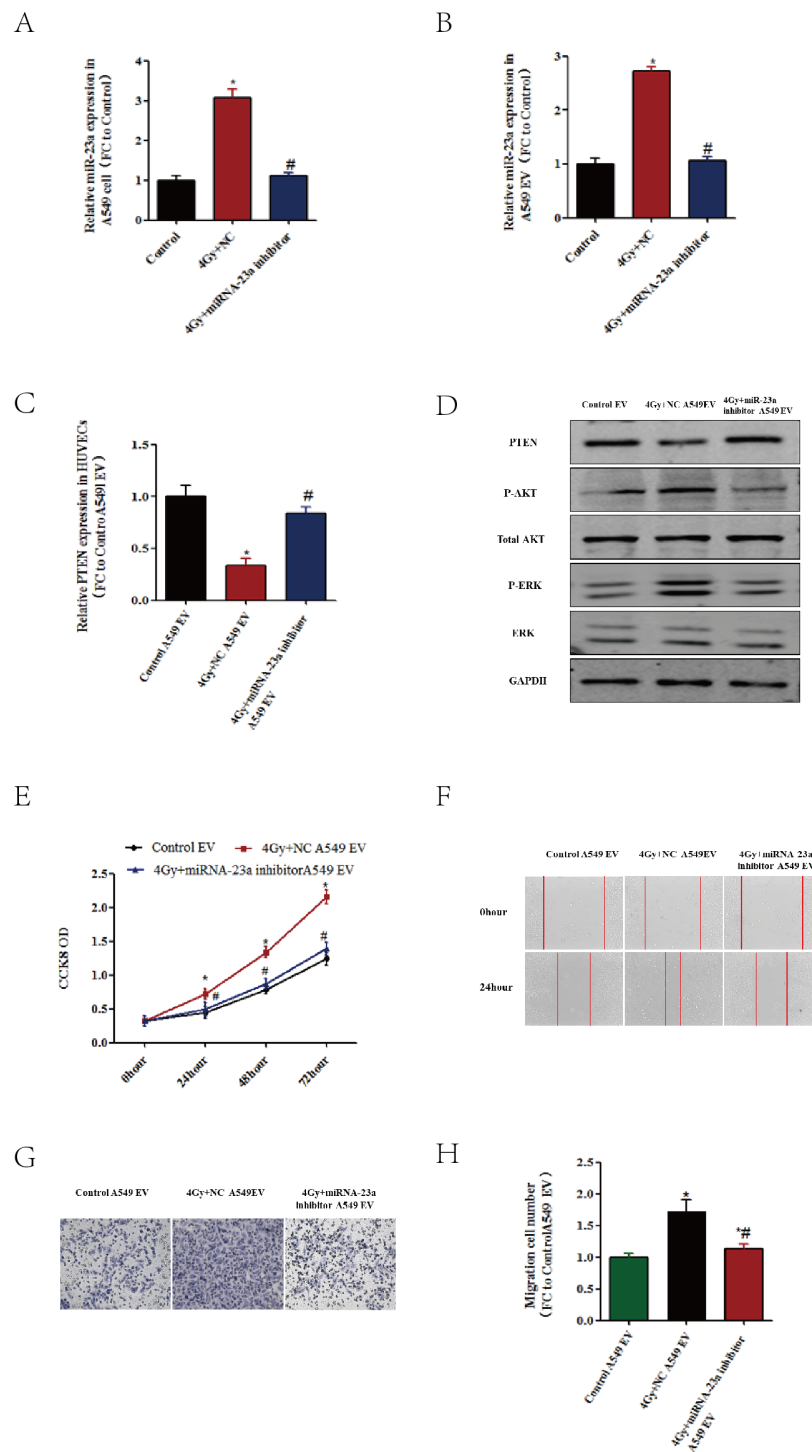 A
Relative miR-23a expression in
A549 cell (FC to Control)
4
3
2
1
0
*
#
Control
4Gy+NC
4Gy+miRNA-23a inhibitor
B
Relative miR-23a expression in
A549 EV (FC to Control)
3
2
1
0
*
#
Control
4Gy+NC
4Gy+miRNA-23a inhibitor
C
Relative PTEN expression in HUVECs
(FC to Contro A549l EV)
1.5
1.0
0.5
0.0
*
#
Control A549 EV
4Gy+NC A549 EV
4Gy+miRNA-23a inhibitor
A549 EV
D
Control EV
4Gy+NC A549EV
4Gy+miR-23a
inhibitor A549 EV
PTEN
P-AKT
Total AKT
P-ERK
ERK
GAPDH
E
Control EV
4Gy+NC A549 EV
4Gy+miRNA-23a inhibitorA549 EV
CCK8 OD
2.5
2.0
1.5
1.0
0.5
0.0
*
#
*
#
*
#
0hour
24hour
48hour
72hour
F
Control A549 EV
4Gy+NC A549EV
4Gy+miRNA-23a
inhibitor A549 EV
0hour
24hour
G
Control A549 EV
4Gy+NC A549EV
4Gy+miRNA-23a
inhibitor A549 EV
H
Migration cell number
(FC to ControlA549 EV)
2.5
2.0
1.5
1.0
0.5
0.0
*
*#
Control A549 EV
4Gy+NC A549 EV
4Gy+miRNA-23a inhibitor
A549 EV